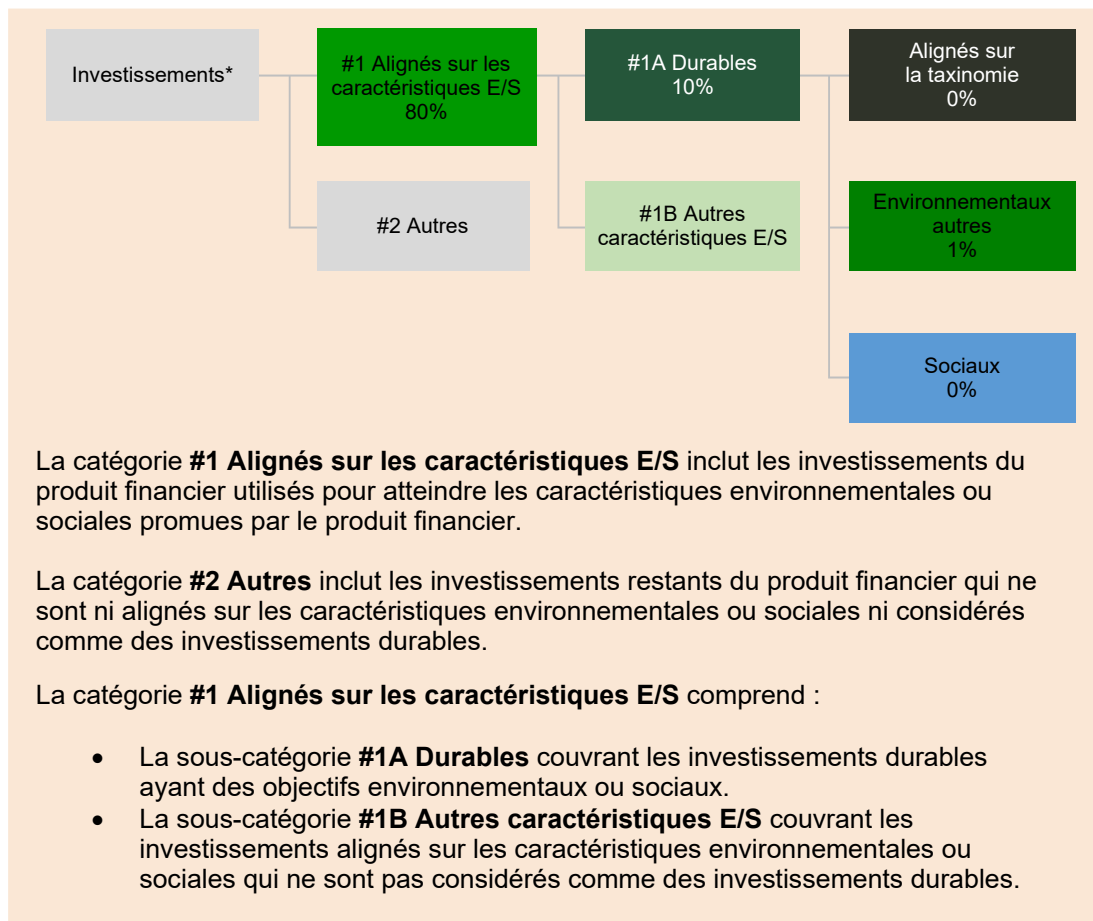 Investissements*
#1 Alignés sur les
caractéristiques E/S
80%
#1A Durables
10%
Alignés sur
la taxinomie
0%
#2 Autres
#1B Autres
caractéristiques E/S
Environnementaux
autres
1%
Sociaux
0%
La catégorie #1 Alignés sur les caractéristiques E/S inclut les investissements du
produit financier utilisés pour atteindre les caractéristiques environnementales ou
sociales promues par le produit financier.
La catégorie #2 Autres inclut les investissements restants du produit financier qui ne
sont ni alignés sur les caractéristiques environnementales ou sociales ni considérés
comme des investissements durables.
La catégorie #1 Alignés sur les caractéristiques E/S comprend :
• La sous-catégorie #1A Durables couvrant les investissements durables
ayant des objectifs environnementaux ou sociaux.
• La sous-catégorie #1B Autres caractéristiques E/S couvrant les
investissements alignés sur les caractéristiques environnementales ou
sociales qui ne sont pas considérés comme des investissements durables.